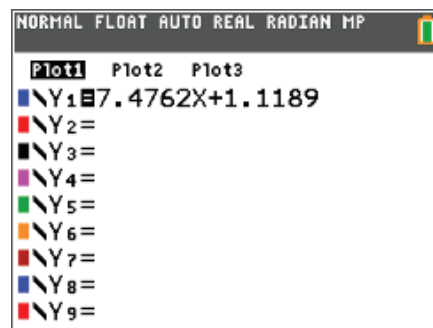 NORMAL FLOAT AUTO REAL RADIAN MP
Plot1 Plot2 Plot3
\Y₁=7.4762X+1.1189
\Y₂=
\Y₃=
\Y₄=
\Y₅=
\Y₆=
\Y₇=
\Y₈=
\Y₉=